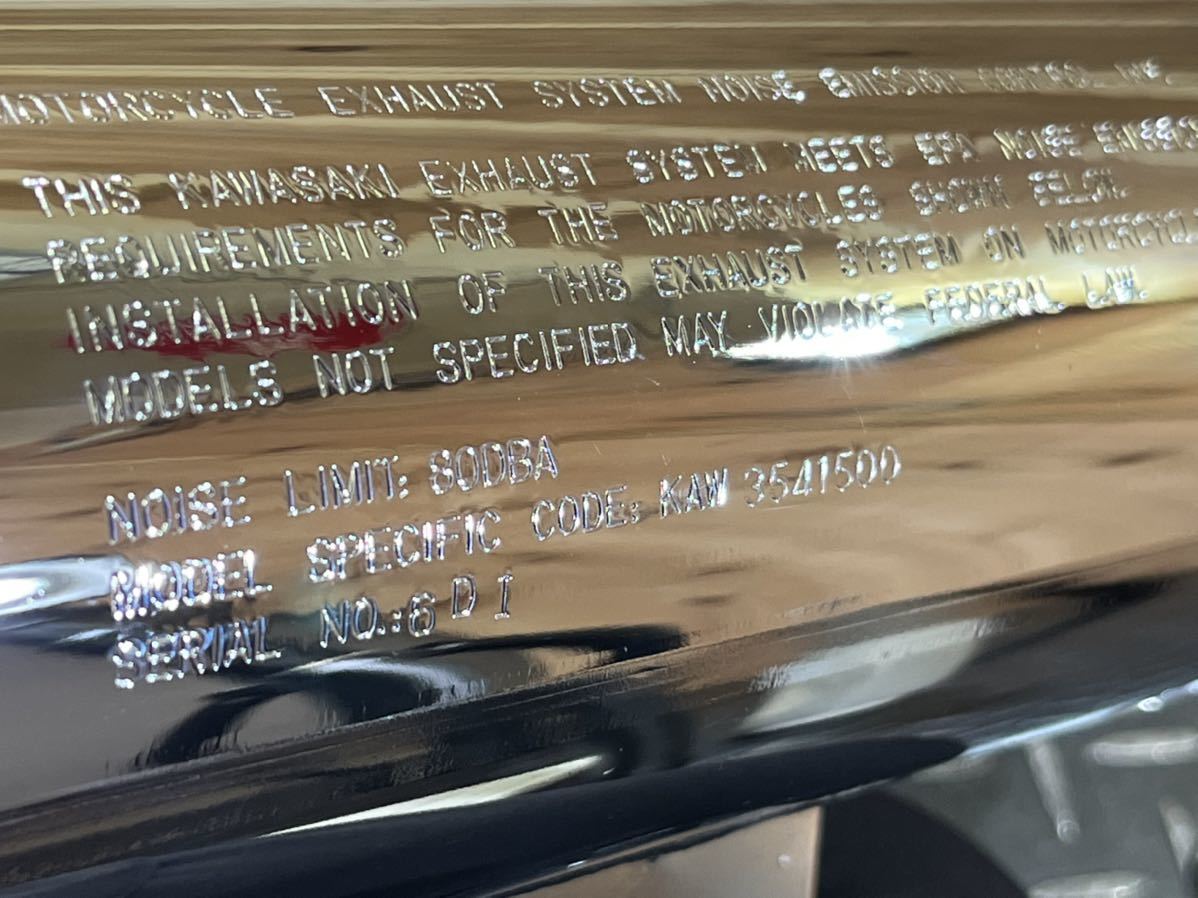 MOTORCYCLE EXHAUST SYSTEM NOISE EMISSION CONTROL
THIS KAWASAKI EXHAUST SYSTEM MEETS EPA NOISE
REQUIREMENTS FOR THE MOTORCYCLES SHOWN BELOW.
INSTALLATION OF THIS EXHAUST SYSTEM ON MOTORCYCL
MODELS NOT SPECIFIED MAY VIOLATE FEDERAL LAW.
NOISE LIMIT: 80DBA
MODEL SPECIFIC CODE: KAW 3541500
SERIAL NO.:6 D I